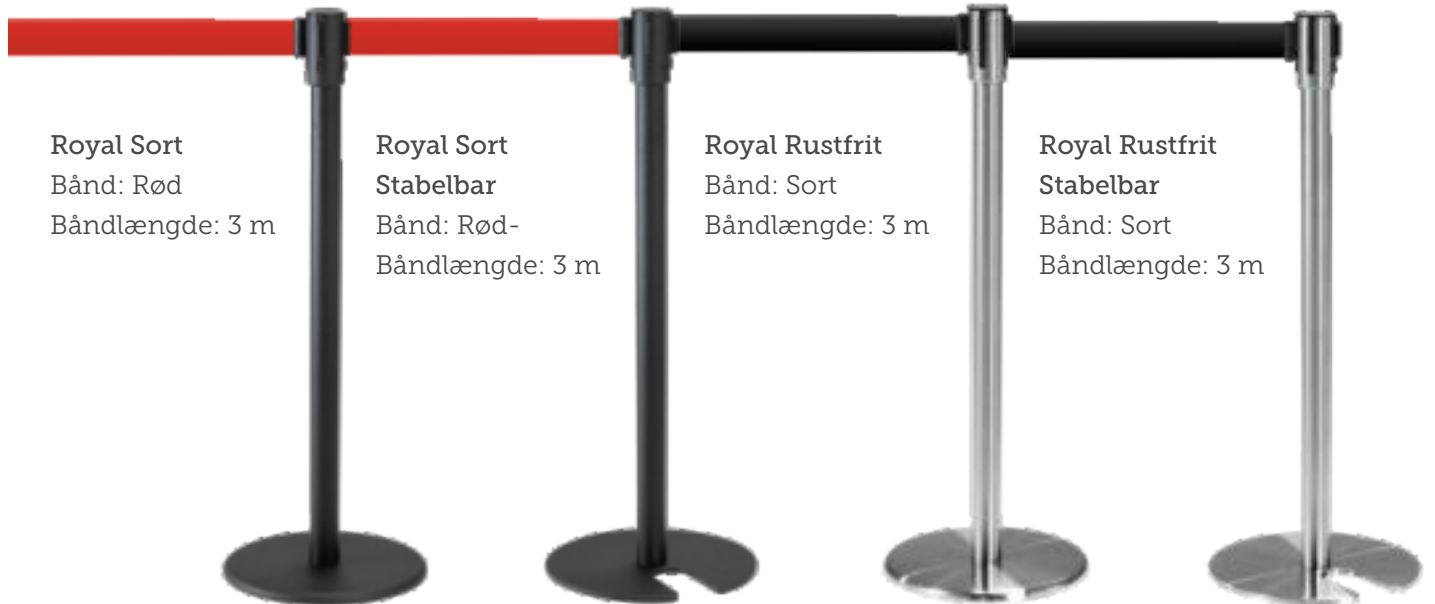 Royal Sort
Bånd: Rød
Båndlængde: 3 m
Royal Sort
Stabelbar
Bånd: Rød-
Båndlængde: 3 m
Royal Rustfrit
Bånd: Sort
Båndlængde: 3 m
Royal Rustfrit
Stabelbar
Bånd: Sort
Båndlængde: 3 m